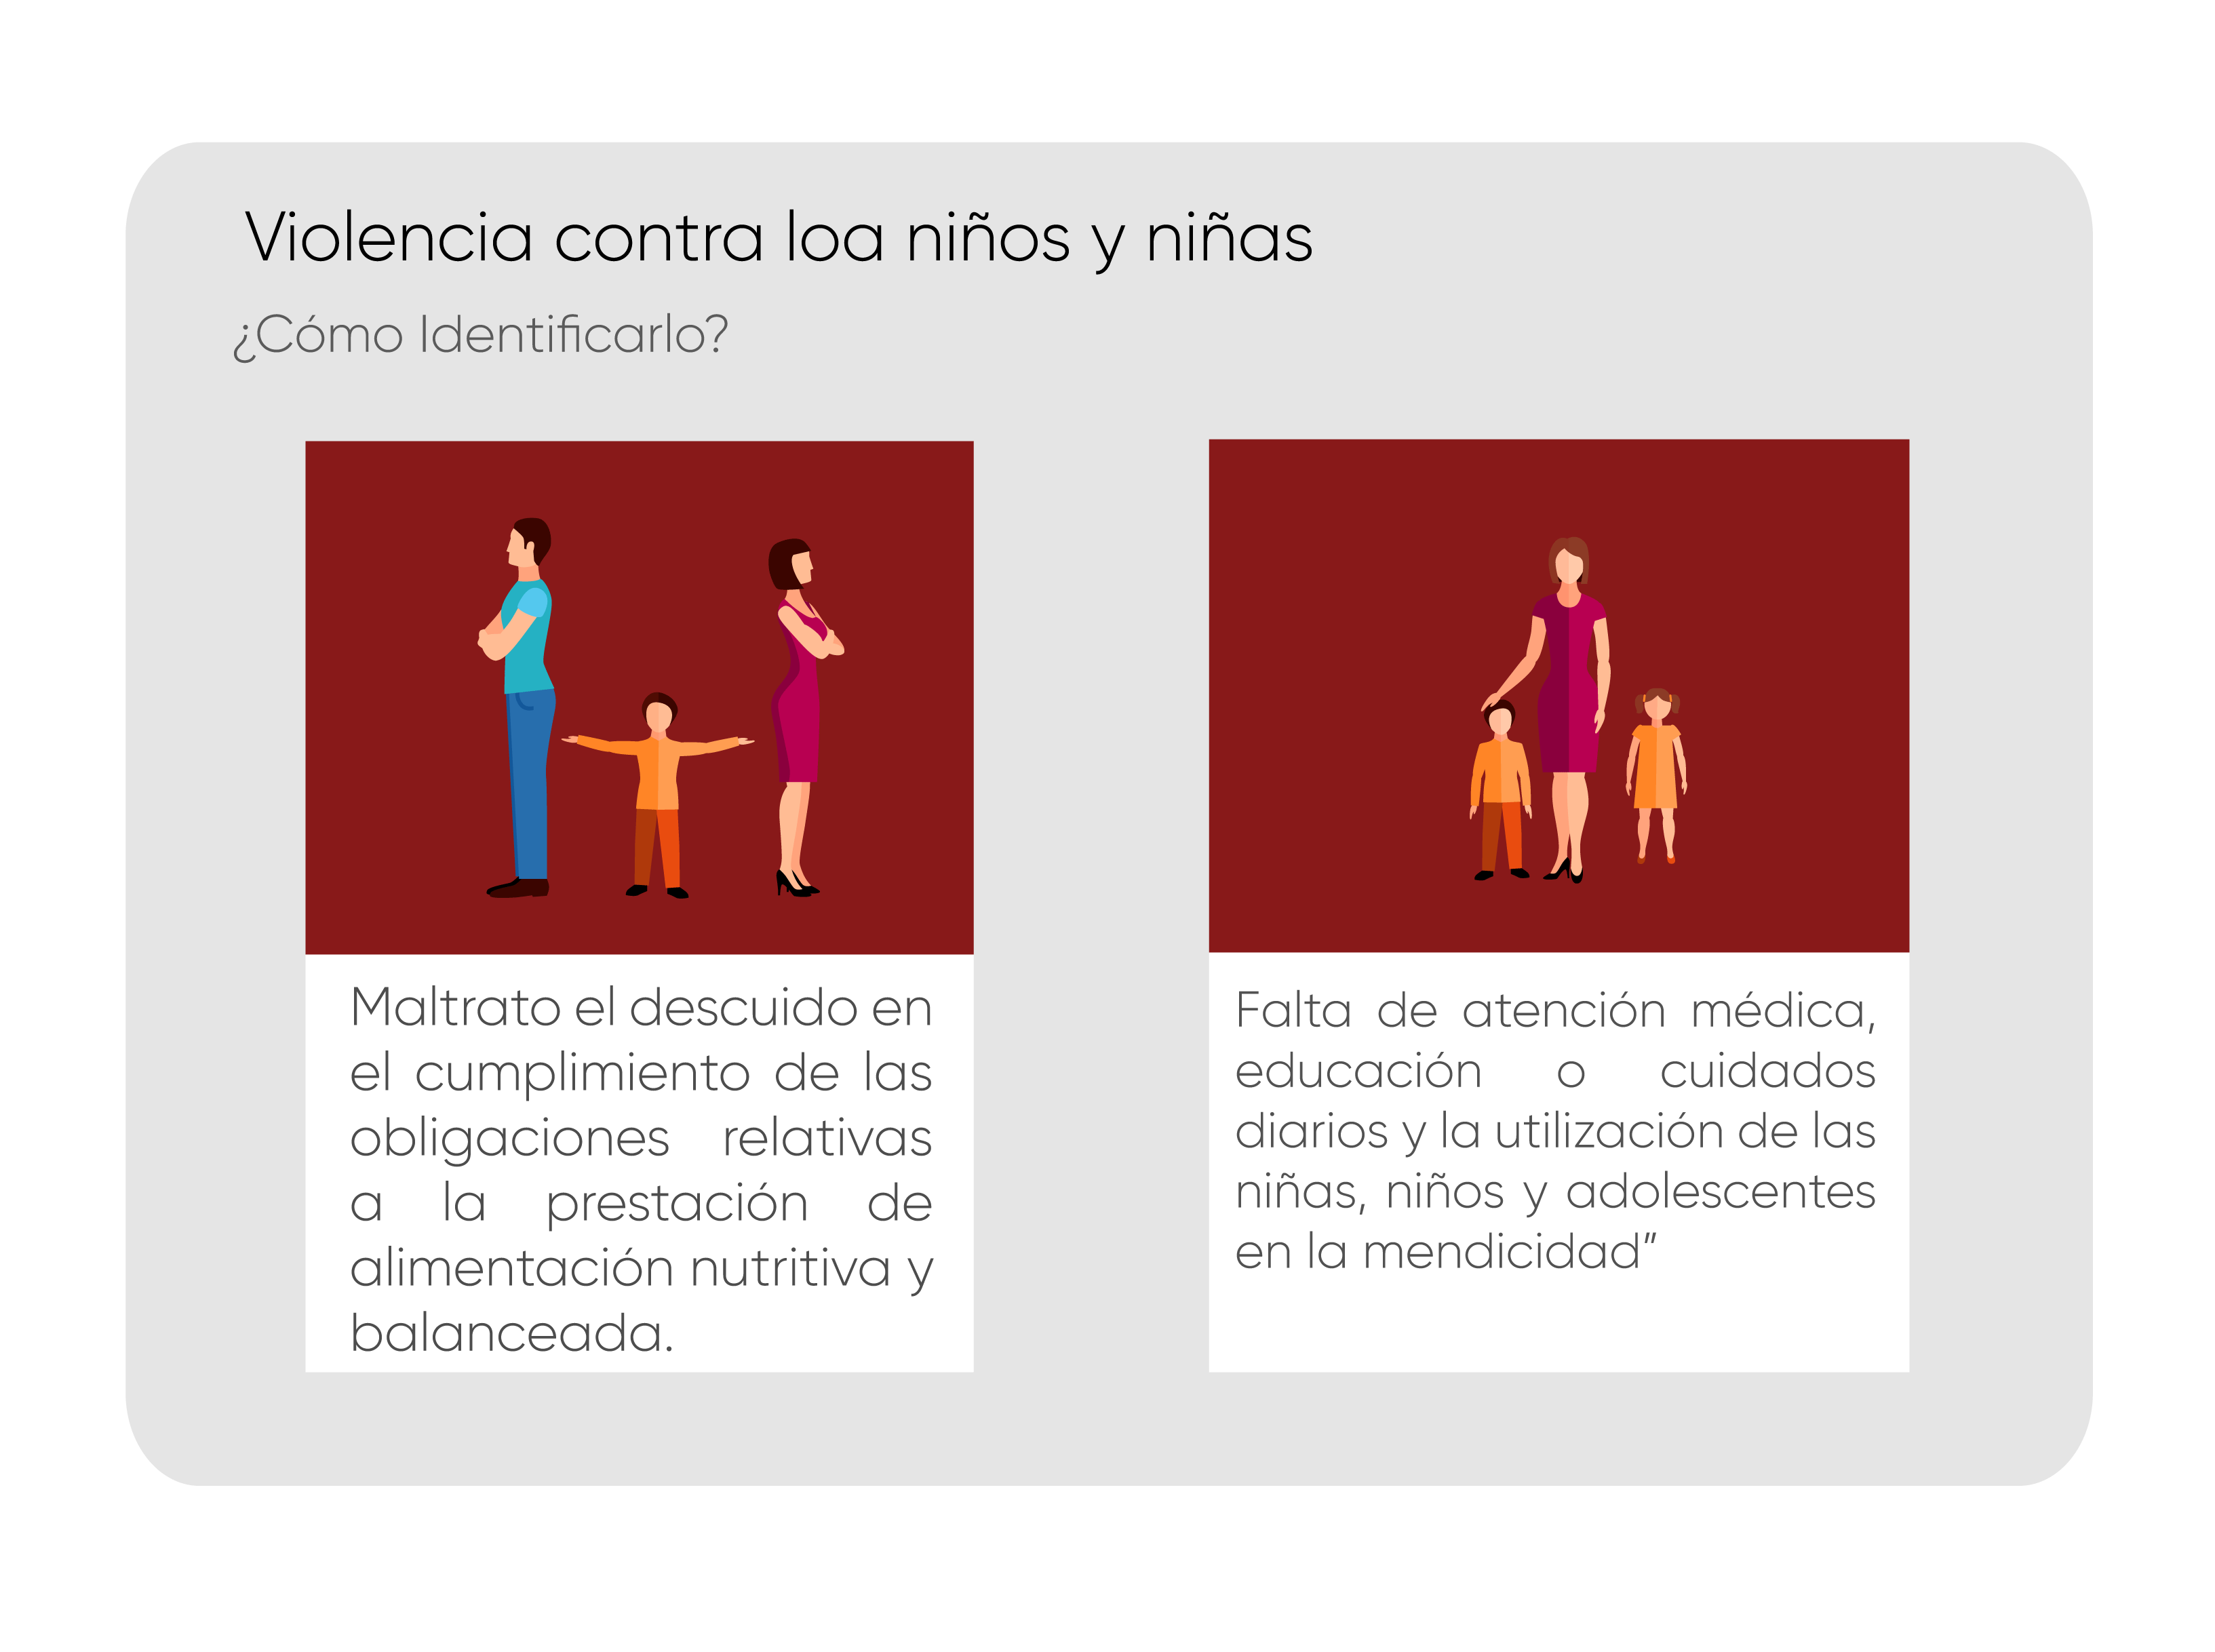 Violencia contra loa niños y niñas
¿Cómo Identificarlo?
Maltrato el descuido en
el cumplimiento de las
obligaciones relativas
a la prestación de
alimentación nutritiva y
balanceada.
Falta de atención médica,
educación o cuidados
diarios y la utilización de las
niñas, niños y adolescentes
en la mendicidad”